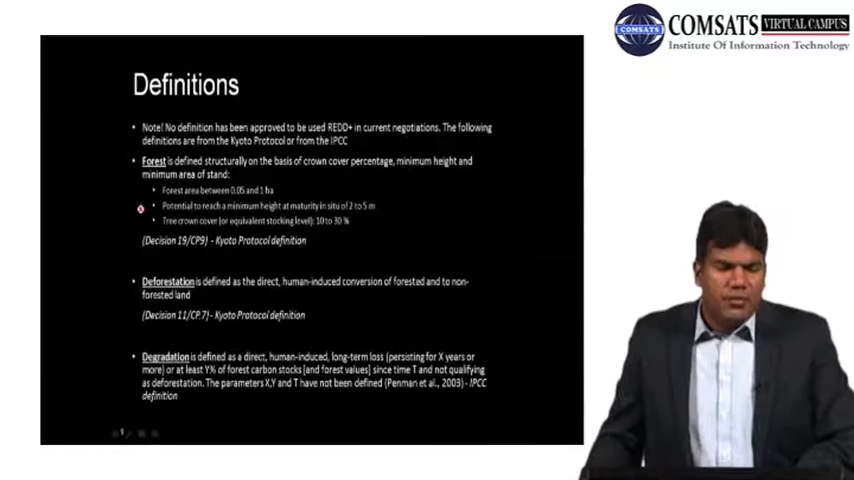 COMSATS VIRTUAL CAMPUS
COMSATS
Institute Of Information Technology
Definitions
• Note! No definition has been approved to be used REDD+ in current negotiations. The following
definitions are from the Kyoto Protocol or from the IPCC
• Forest is defined structurally on the basis of crown cover percentage, minimum height and
minimum area of stand:
• Forest area between 0.05 and 1 ha
• Potential to reach a minimum height at maturity in situ of 2 to 5 m
• Tree crown cover (or equivalent stocking level): 10 to 30 %
(Decision 19/CP9) - Kyoto Protocol definition
• Deforestation is defined as the direct, human-induced conversion of forested and to non-
forested land
(Decision 11/CP.7) - Kyoto Protocol definition
• Degradation is defined as a direct, human-induced, long-term loss (persisting for X years or
more) or at least Y% of forest carbon stocks [and forest values] since time T and not qualifying
as deforestation. The parameters X,Y and T have not been defined (Penman et al., 2003) - IPCC
definition